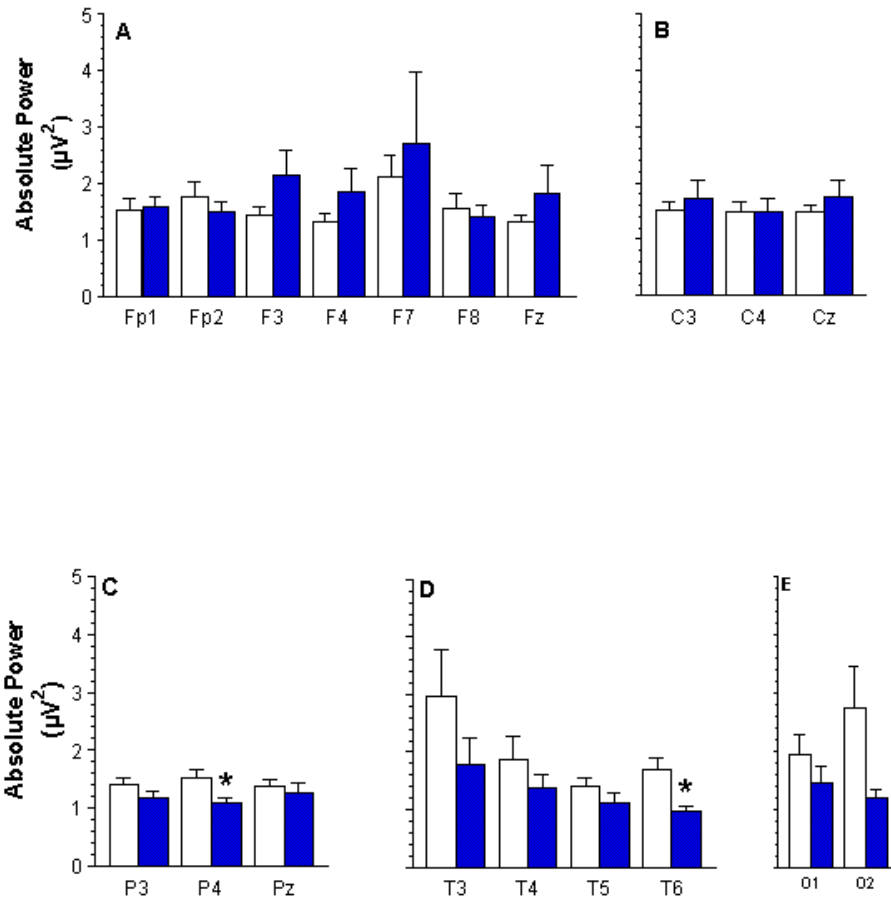 A
5
4
3
2
1
0
Absolute Power
(µV²)
Fp1 Fp2 F3 F4 F7 F8 Fz
B
C3 C4 Cz
C
5
4
3
2
1
0
Absolute Power
(µV²)
*
P3 P4 Pz
D
*
T3 T4 T5 T6
E
O1 O2